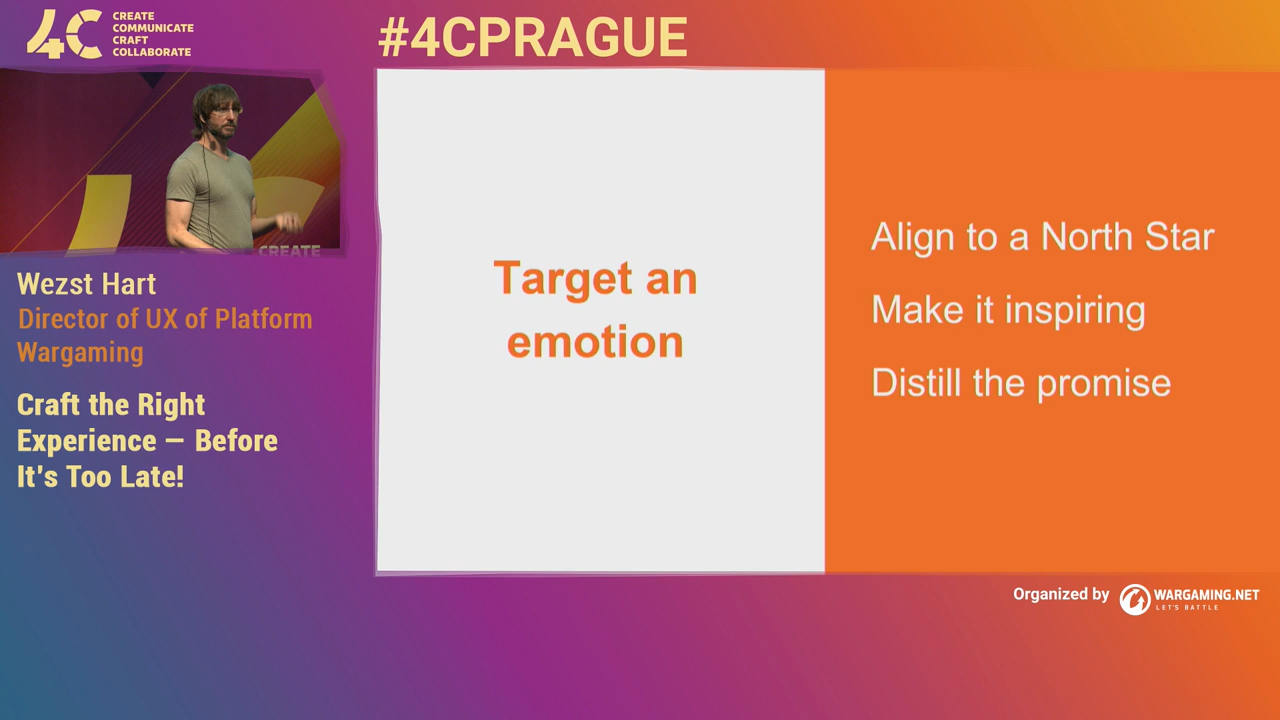 4C
CREATE
COMMUNICATE
CRAFT
COLLABORATE
#4CPRAGUE
CREATE
Wezst Hart
Director of UX of Platform
Wargaming
Craft the Right
Experience — Before
It's Too Late!
Target an
emotion
Align to a North Star
Make it inspiring
Distill the promise
Organized by
WARGAMING.NET
LET'S BATTLE